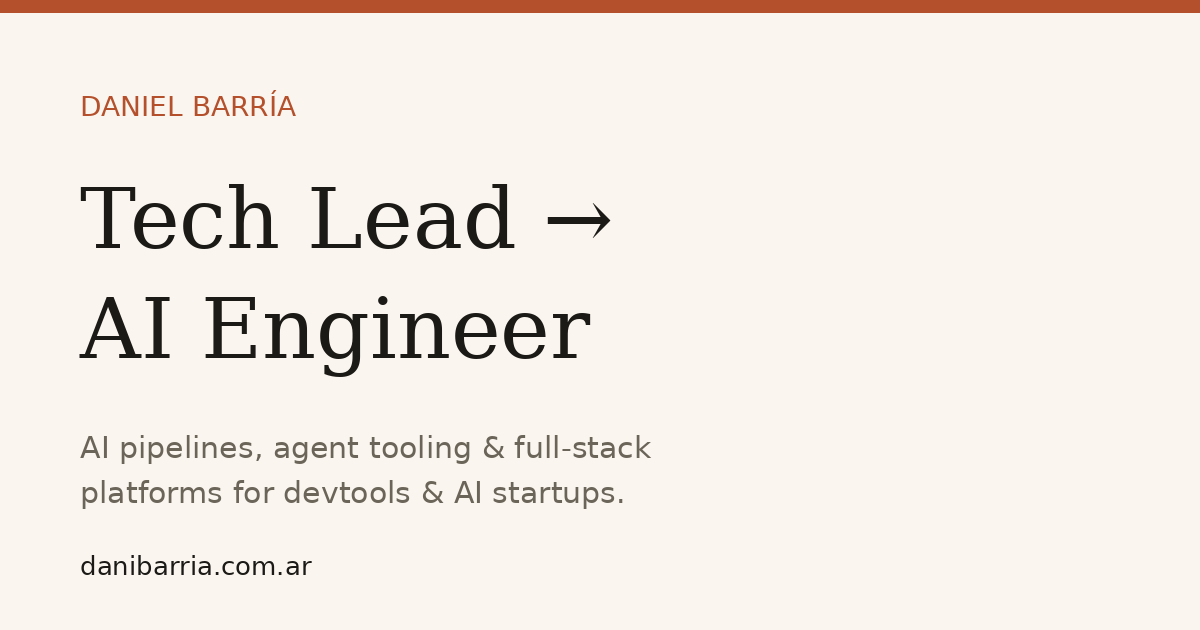 DANIEL BARRÍA
Tech Lead →
AI Engineer
AI pipelines, agent tooling & full-stack
platforms for devtools & AI startups.
danibarria.com.ar